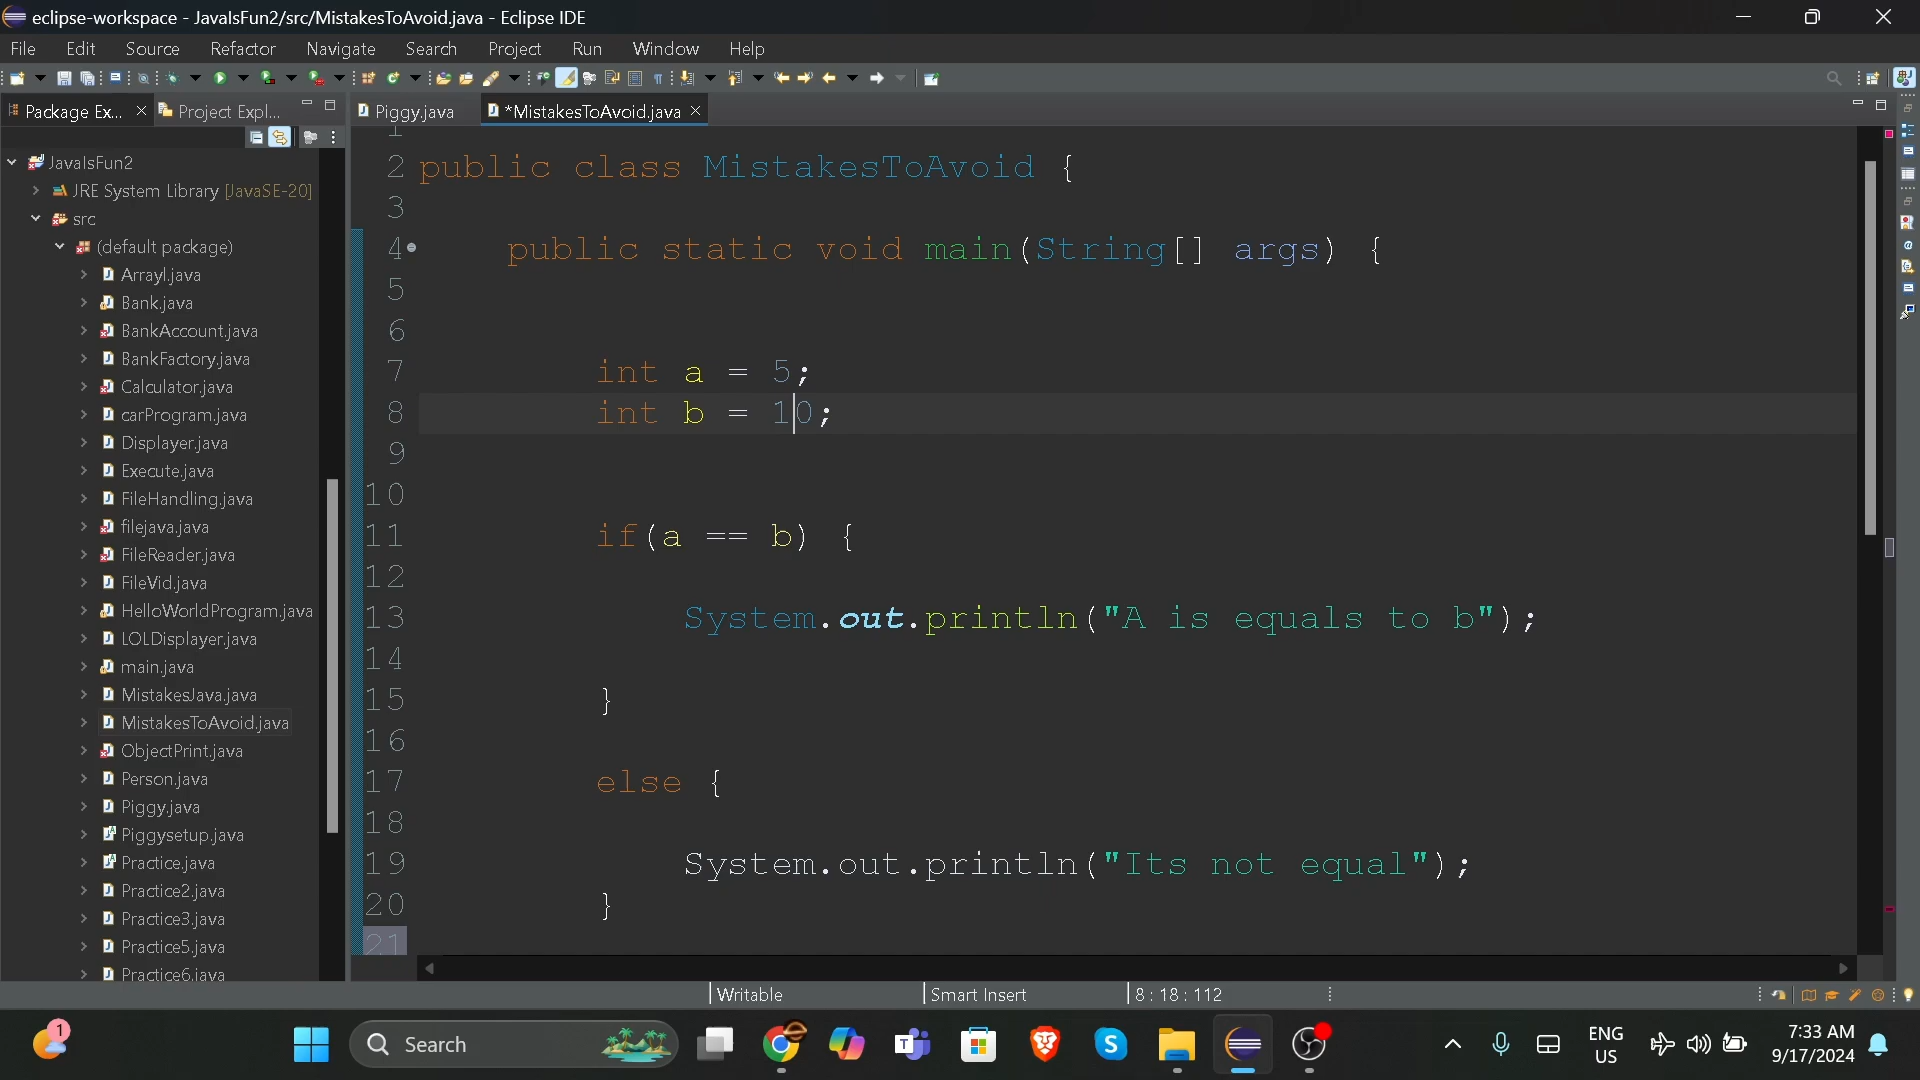 eclipse-workspace - JavaIsFun2/src/MistakesToAvoid.java - Eclipse IDE
File Edit Source Refactor Navigate Search Project Run Window Help
Package Ex... Project Expl... Piggy.java *MistakesToAvoid.java
JavaIsFun2
JRE System Library [JavaSE-20]
src
(default package)
Arrayl.java
Bank.java
BankAccount.java
BankFactory.java
Calculator.java
carProgram.java
Displayer.java
Execute.java
FileHandling.java
filejava.java
FileReader.java
FileVid.java
HelloWorldProgram.java
LOLDisplayer.java
main.java
MistakesJava.java
MistakesToAvoid.java
ObjectPrint.java
Person.java
Piggy.java
Piggysetup.java
Practice.java
Practice2.java
Practice3.java
Practice5.java
Practice6.java
1
2 public class MistakesToAvoid {
3
4 public static void main(String[] args) {
5
6
7 int a = 5;
8 int b = 10;
9
10
11 if(a == b) {
12
13 System.out.println("A is equals to b");
14
15 }
16
17 else {
18
19 System.out.println("Its not equal");
20 }
21
Writable Smart Insert 8 : 18 : 112
1 Search ENG US 7:33 AM 9/17/2024